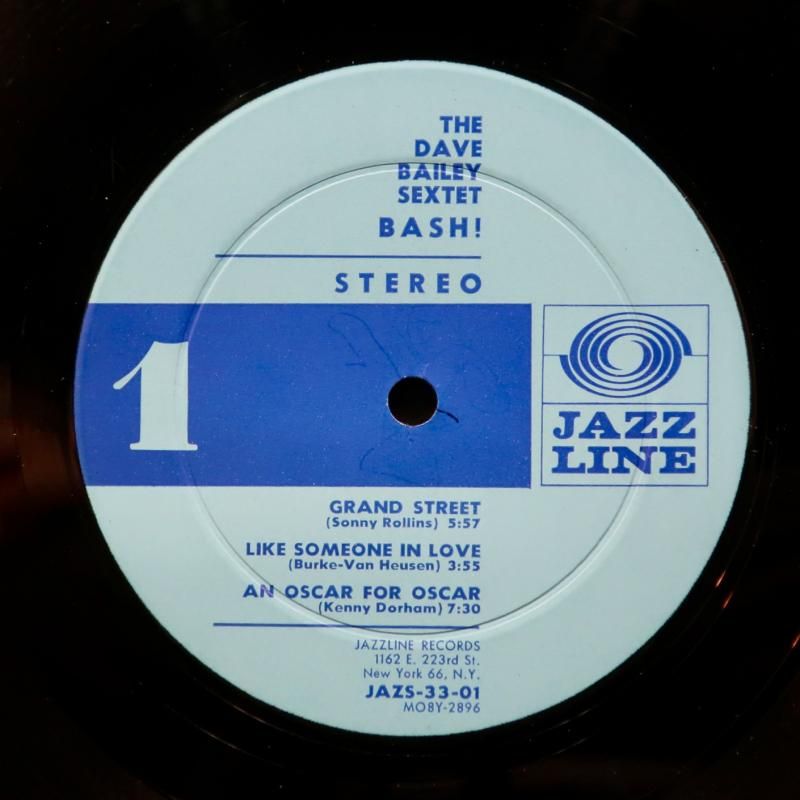 THE
DAVE
BAILEY
SEXTET
BASH!
STEREO
1
JAZZ
LINE
GRAND STREET
(Sonny Rollins) 5:57
LIKE SOMEONE IN LOVE
(Burke-Van Heusen) 3:55
AN OSCAR FOR OSCAR
(Kenny Dorham) 7:30
JAZZLINE RECORDS
1162 E. 223rd St.
New York 66, N.Y.
JAZS-33-01
MO8Y-2896